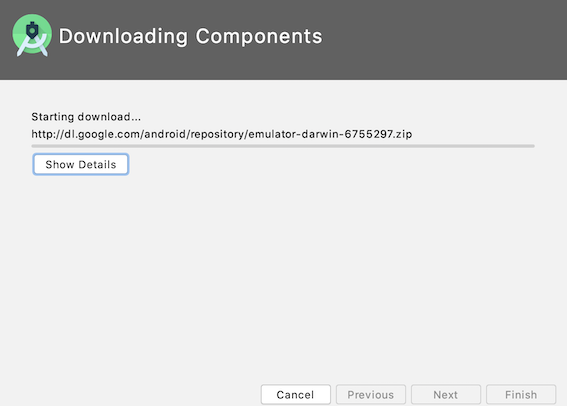 Downloading Components
Starting download...
http://dl.google.com/android/repository/emulator-darwin-6755297.zip
Show Details
Cancel
Previous
Next
Finish